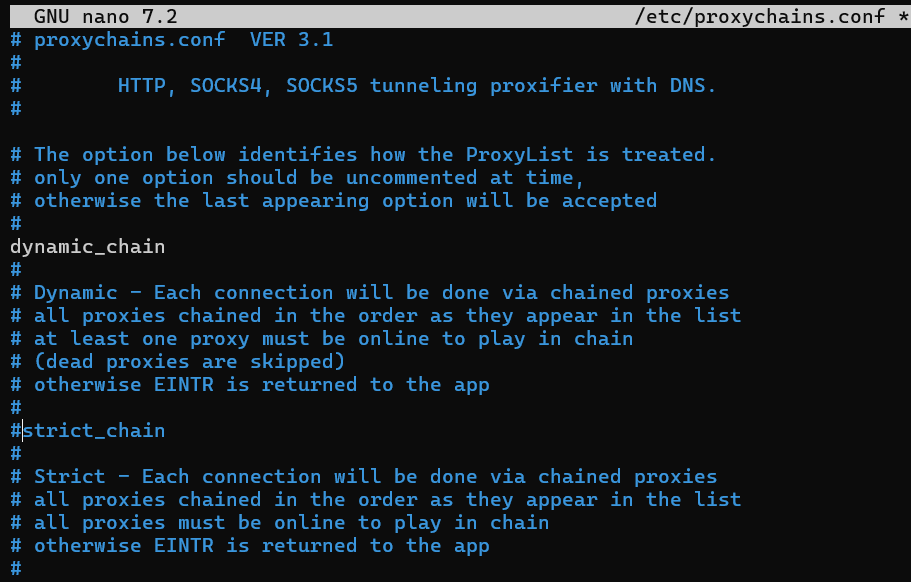 GNU nano 7.2 /etc/proxychains.conf *
# proxychains.conf  VER 3.1
#
#        HTTP, SOCKS4, SOCKS5 tunneling proxifier with DNS.
#

# The option below identifies how the ProxyList is treated.
# only one option should be uncommented at time,
# otherwise the last appearing option will be accepted
#
dynamic_chain
#
# Dynamic - Each connection will be done via chained proxies
# all proxies chained in the order as they appear in the list
# at least one proxy must be online to play in chain
# (dead proxies are skipped)
# otherwise EINTR is returned to the app
#
#strict_chain
#
# Strict - Each connection will be done via chained proxies
# all proxies chained in the order as they appear in the list
# all proxies must be online to play in chain
# otherwise EINTR is returned to the app
#